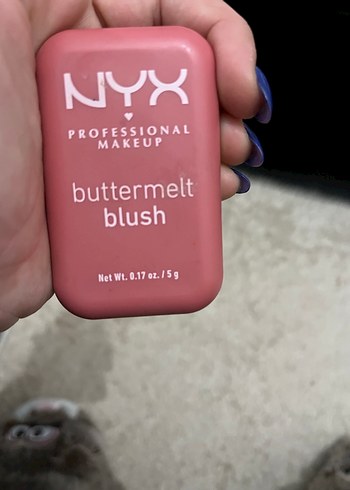 NYX
PROFESSIONAL
MAKEUP
buttermelt
blush
Net Wt. 0.17 oz. / 5 g